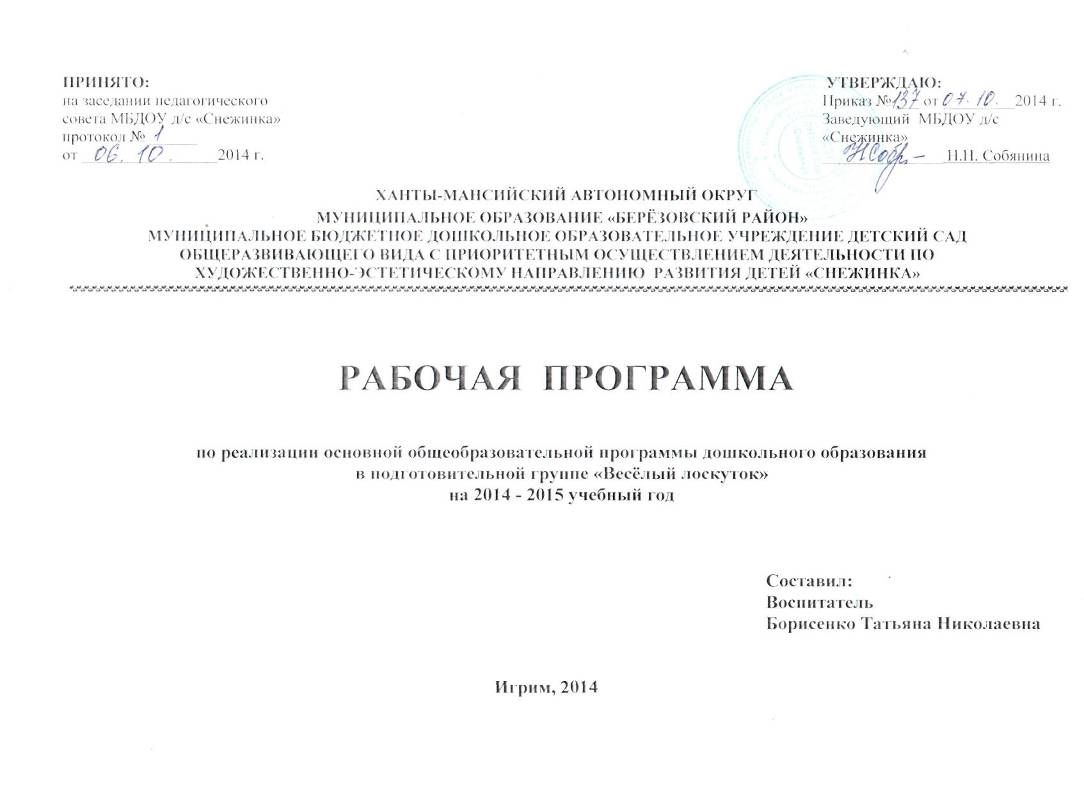 ПРИНЯТО:
на заседании педагогического
совета МБДОУ д/с «Снежинка»
протокол № 1
от 06. 10. 2014 г.
УТВЕРЖДАЮ:
Приказ №137 от 07. 10. 2014 г.
Заведующий МБДОУ д/с
«Снежинка»
Н.П. Собянина
ХАНТЫ-МАНСИЙСКИЙ АВТОНОМНЫЙ ОКРУГ
МУНИЦИПАЛЬНОЕ ОБРАЗОВАНИЕ «БЕРЁЗОВСКИЙ РАЙОН»
МУНИЦИПАЛЬНОЕ БЮДЖЕТНОЕ ДОШКОЛЬНОЕ ОБРАЗОВАТЕЛЬНОЕ УЧРЕЖДЕНИЕ ДЕТСКИЙ САД
ОБЩЕРАЗВИВАЮЩЕГО ВИДА С ПРИОРИТЕТНЫМ ОСУЩЕСТВЛЕНИЕМ ДЕЯТЕЛЬНОСТИ ПО
ХУДОЖЕСТВЕННО-ЭСТЕТИЧЕСКОМУ НАПРАВЛЕНИЮ РАЗВИТИЯ ДЕТЕЙ «СНЕЖИНКА»
РАБОЧАЯ ПРОГРАММА
по реализации основной общеобразовательной программы дошкольного образования
в подготовительной группе «Весёлый лоскуток»
на 2014 - 2015 учебный год
Составил:
Воспитатель
Борисенко Татьяна Николаевна
Игрим, 2014